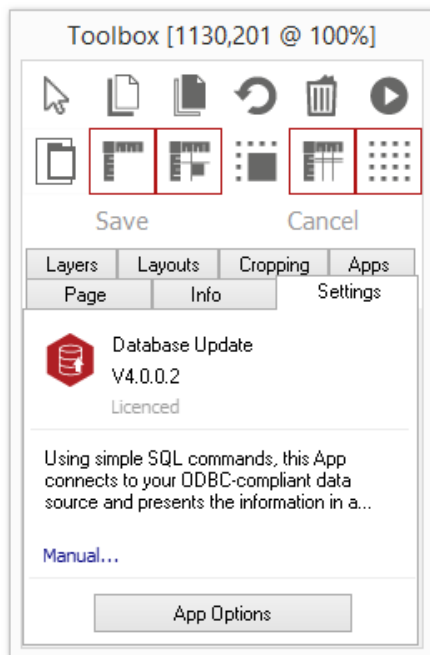 Toolbox [1130,201 @ 100%]
Save Cancel
Layers Layouts Cropping Apps
Page Info Settings
Database Update
V4.0.0.2
Licenced
Using simple SQL commands, this App
connects to your ODBC-compliant data
source and presents the information in a...
Manual...
App Options